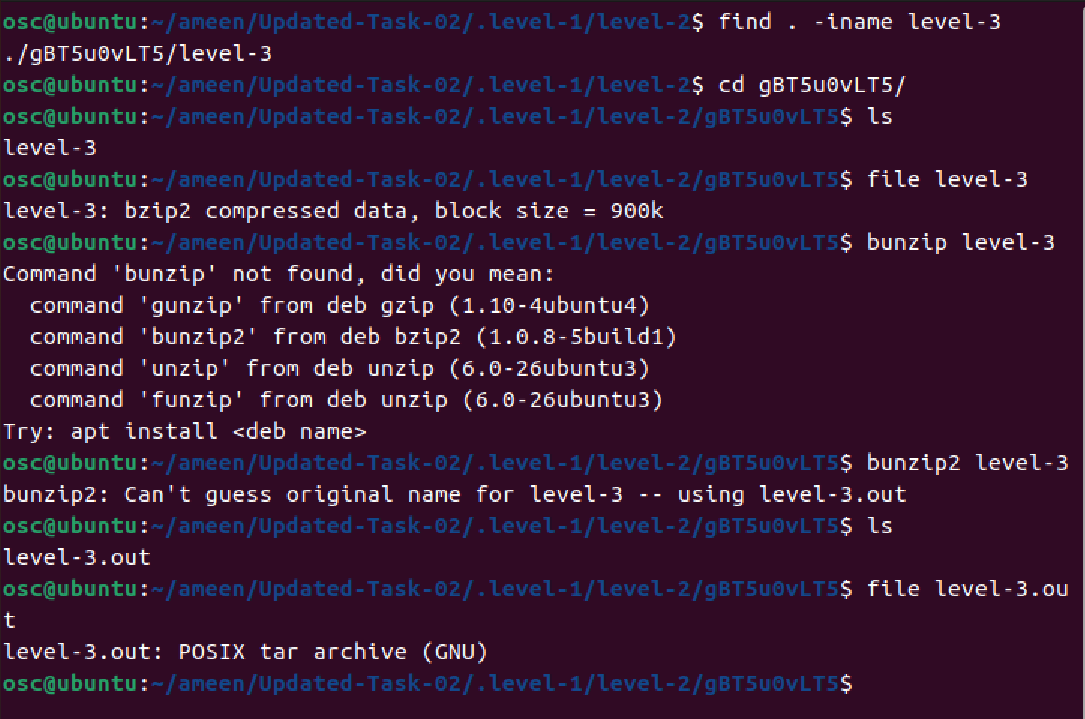 osc@ubuntu:~/ameen/Updated-Task-02/.level-1/level-2$ find . -iname level-3
./gBT5u0vLT5/level-3
osc@ubuntu:~/ameen/Updated-Task-02/.level-1/level-2$ cd gBT5u0vLT5/
osc@ubuntu:~/ameen/Updated-Task-02/.level-1/level-2/gBT5u0vLT5$ ls
level-3
osc@ubuntu:~/ameen/Updated-Task-02/.level-1/level-2/gBT5u0vLT5$ file level-3
level-3: bzip2 compressed data, block size = 900k
osc@ubuntu:~/ameen/Updated-Task-02/.level-1/level-2/gBT5u0vLT5$ bunzip level-3
Command 'bunzip' not found, did you mean:
  command 'gunzip' from deb gzip (1.10-4ubuntu4)
  command 'bunzip2' from deb bzip2 (1.0.8-5build1)
  command 'unzip' from deb unzip (6.0-26ubuntu3)
  command 'funzip' from deb unzip (6.0-26ubuntu3)
Try: apt install <deb name>
osc@ubuntu:~/ameen/Updated-Task-02/.level-1/level-2/gBT5u0vLT5$ bunzip2 level-3
bunzip2: Can't guess original name for level-3 -- using level-3.out
osc@ubuntu:~/ameen/Updated-Task-02/.level-1/level-2/gBT5u0vLT5$ ls
level-3.out
osc@ubuntu:~/ameen/Updated-Task-02/.level-1/level-2/gBT5u0vLT5$ file level-3.ou
t
level-3.out: POSIX tar archive (GNU)
osc@ubuntu:~/ameen/Updated-Task-02/.level-1/level-2/gBT5u0vLT5$